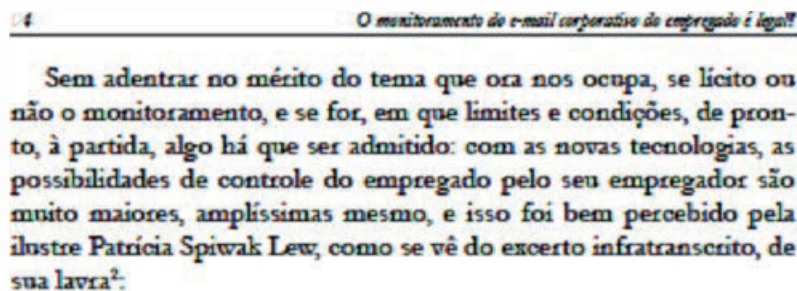 4 O monitoramento do e-mail corporativo do empregado é legal?
Sem adentrar no mérito do tema que ora nos ocupa, se lícito ou
não o monitoramento, e se for, em que limites e condições, de pron-
to, à partida, algo há que ser admitido: com as novas tecnologias, as
possibilidades de controle do empregado pelo seu empregador são
muito maiores, amplíssimas mesmo, e isso foi bem percebido pela
ilustre Patrícia Spiwak Lew, como se vê do excerto infratranscrito, de
sua lavra²: